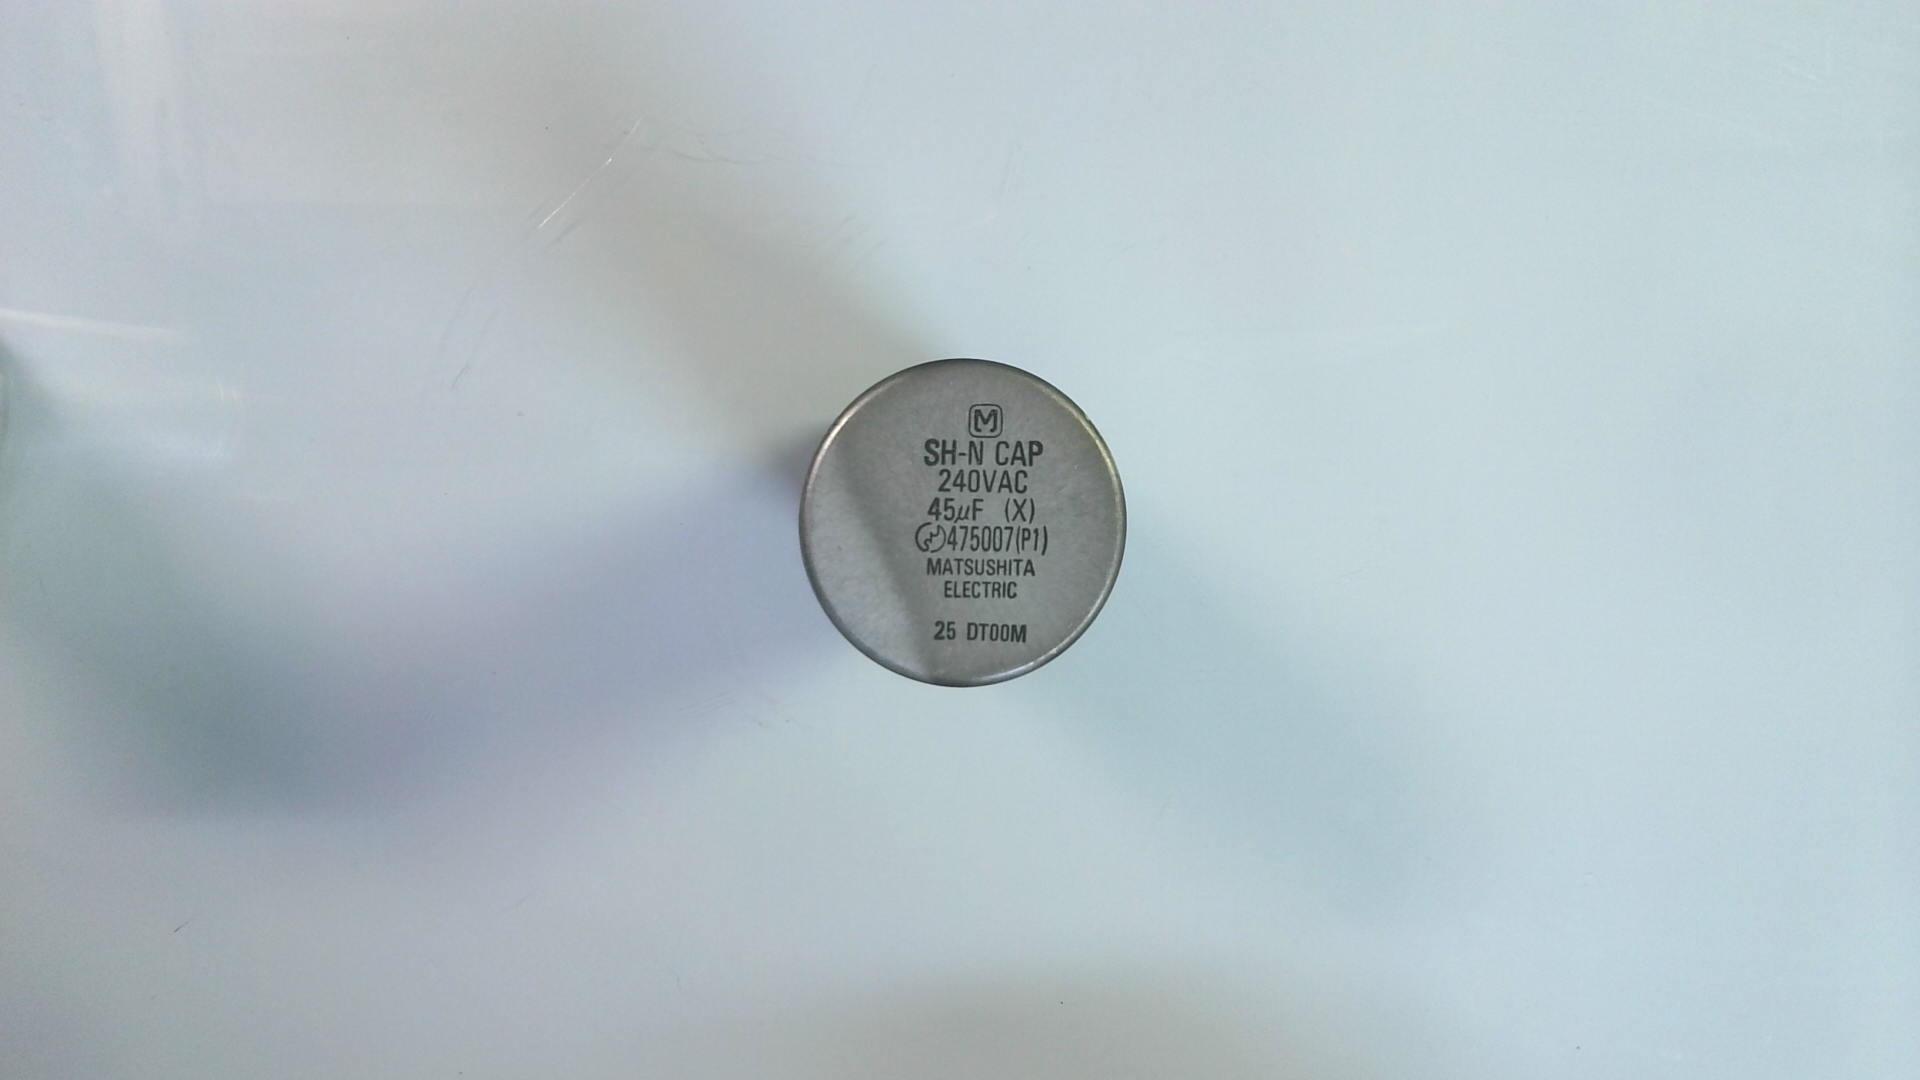 M
SH-N CAP
240VAC
45µF (X)
475007(P1)
MATSUSHITA
ELECTRIC
25 DT00M